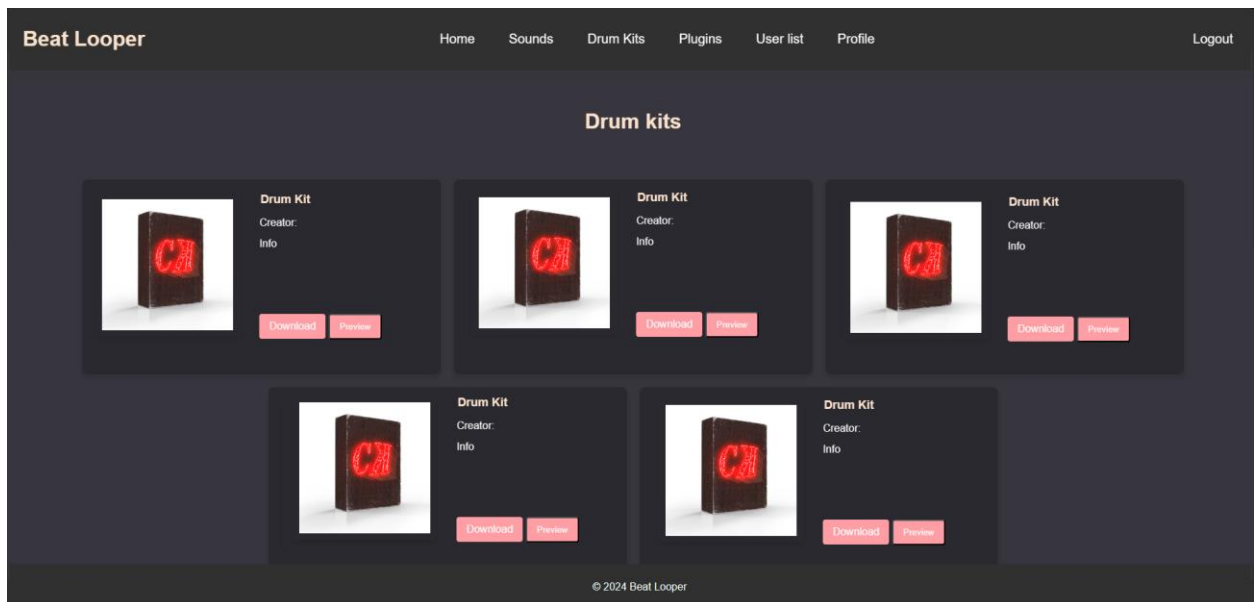 Beat Looper
Home Sounds Drum Kits Plugins User list Profile
Logout
Drum kits
Drum Kit
Creator:
Info
Download Preview
Drum Kit
Creator:
Info
Download Preview
Drum Kit
Creator:
Info
Download Preview
Drum Kit
Creator:
Info
Download Preview
Drum Kit
Creator:
Info
Download Preview
© 2024 Beat Looper